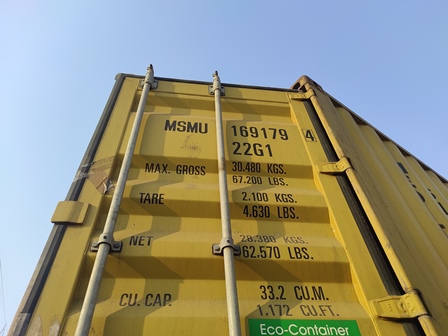 MSMU 169179 4
22G1
MAX. GROSS 30.480 KGS.
67.200 LBS.
TARE 2.100 KGS.
4.630 LBS.
NET 28.380 KGS.
62.570 LBS.
CU. CAP. 33.2 CU.M.
1.172 CU.FT.
Eco-Container